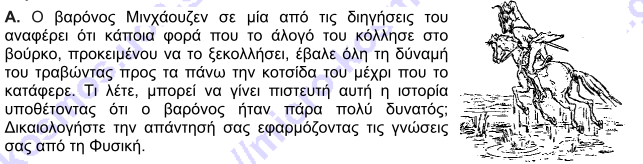 Α. Ο βαρόνος Μινχάουζεν σε μία από τις διηγήσεις του
αναφέρει ότι κάποια φορά που το άλογό του κόλλησε στο
βούρκο, προκειμένου να το ξεκολλήσει, έβαλε όλη τη δύναμή
του τραβώντας προς τα πάνω την κοτσίδα του μέχρι που το
κατάφερε. Τι λέτε, μπορεί να γίνει πιστευτή αυτή η ιστορία
υποθέτοντας ότι ο βαρόνος ήταν πάρα πολύ δυνατός;
Δικαιολογήστε την απάντησή σας εφαρμόζοντας τις γνώσεις
σας από τη Φυσική.